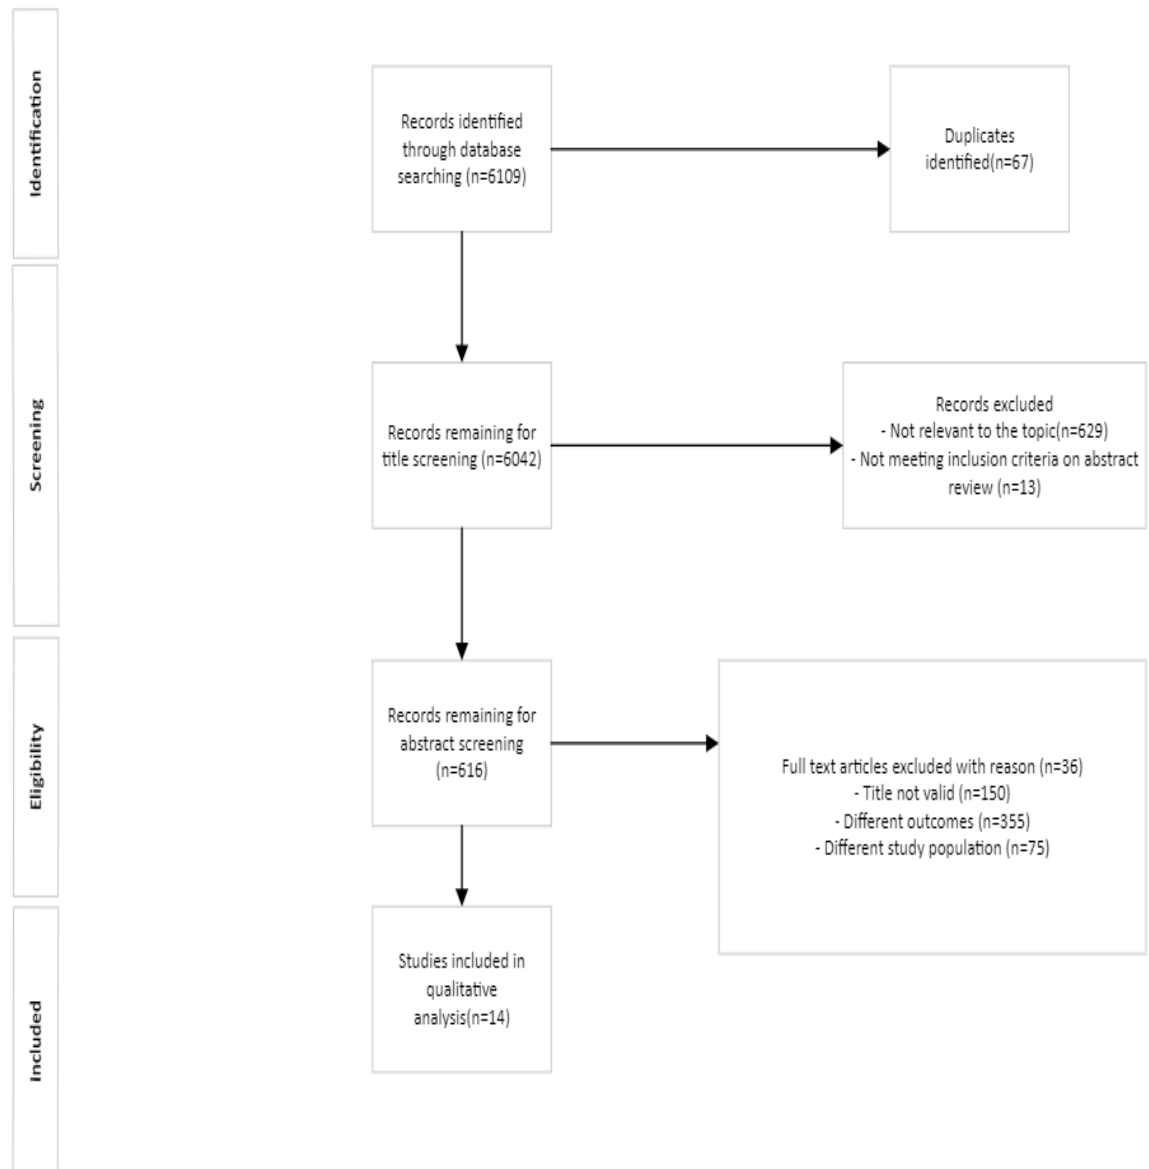 Identification
Records identified
through database
searching (n=6109)
Duplicates
identified(n=67)
Screening
Records remaining for
title screening (n=6042)
Records excluded
- Not relevant to the topic(n=629)
- Not meeting inclusion criteria on abstract
review (n=13)
Eligibility
Records remaining for
abstract screening
(n=616)
Full text articles excluded with reason (n=36)
- Title not valid (n=150)
- Different outcomes (n=355)
- Different study population (n=75)
Included
Studies included in
qualitative
analysis(n=14)